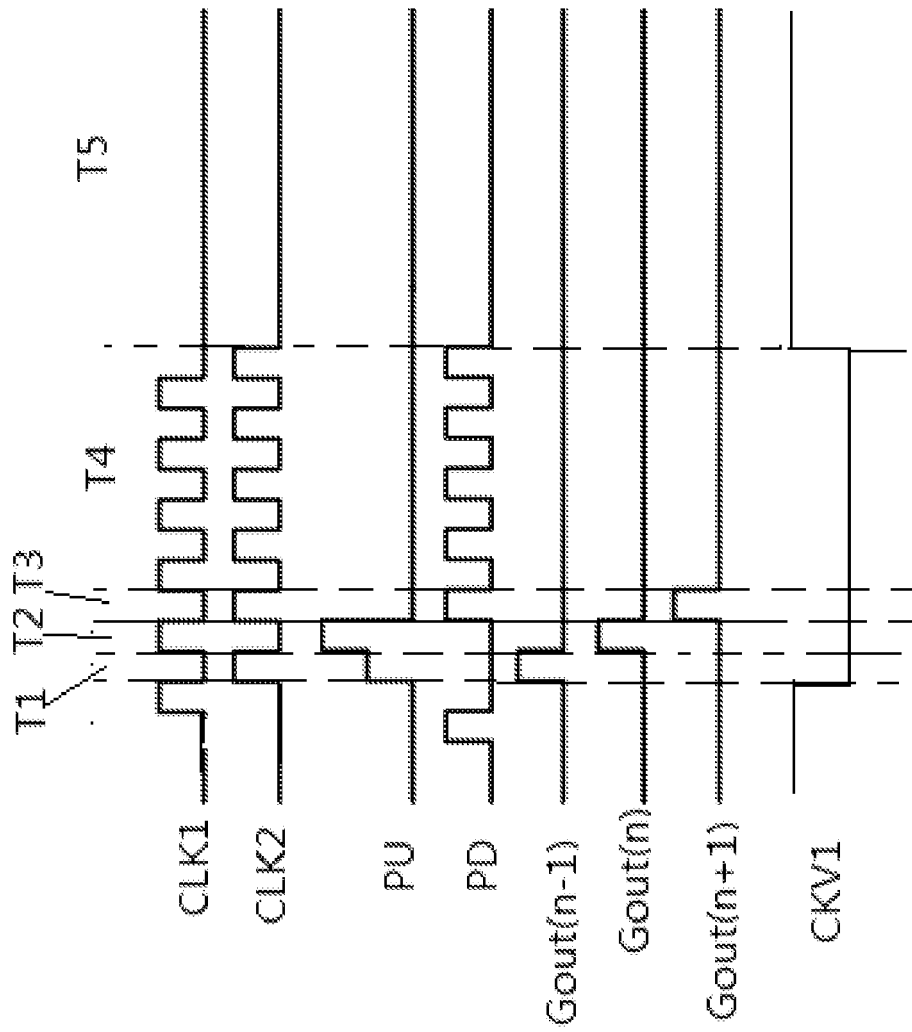 T1
T2
T3
T4
T5
CLK1
CLK2
PU
PD
Gout(n-1)
Gout(n)
Gout(n+1)
CKV1